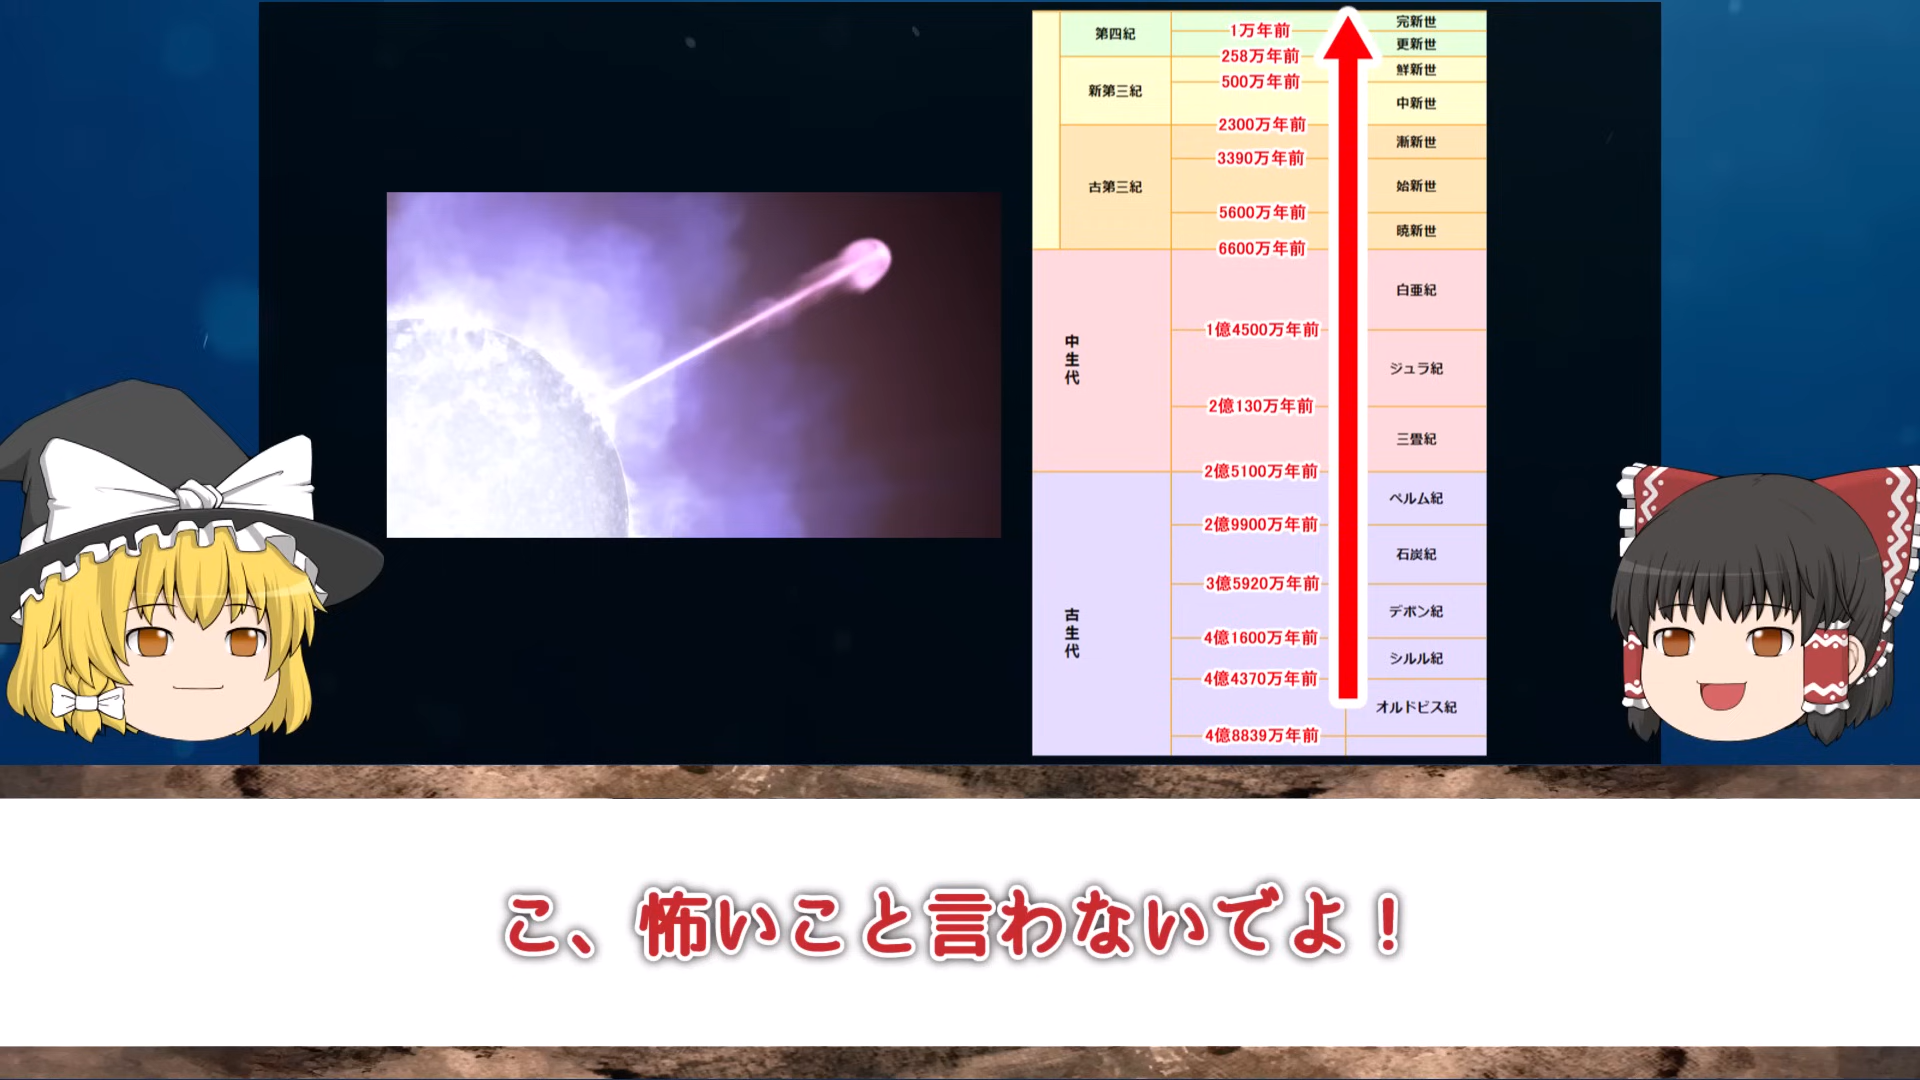 第四紀
新第三紀
古第三紀
中生代
古生代
1万年前
258万年前
500万年前
2300万年前
3390万年前
5600万年前
6600万年前
1億4500万年前
2億130万年前
2億5100万年前
2億9900万年前
3億5920万年前
4億1600万年前
4億4370万年前
4億8839万年前
完新世
更新世
鮮新世
中新世
漸新世
始新世
暁新世
白亜紀
ジュラ紀
三畳紀
ペルム紀
石炭紀
デボン紀
シルル紀
オルドビス紀
こ、怖いこと言わないでよ！